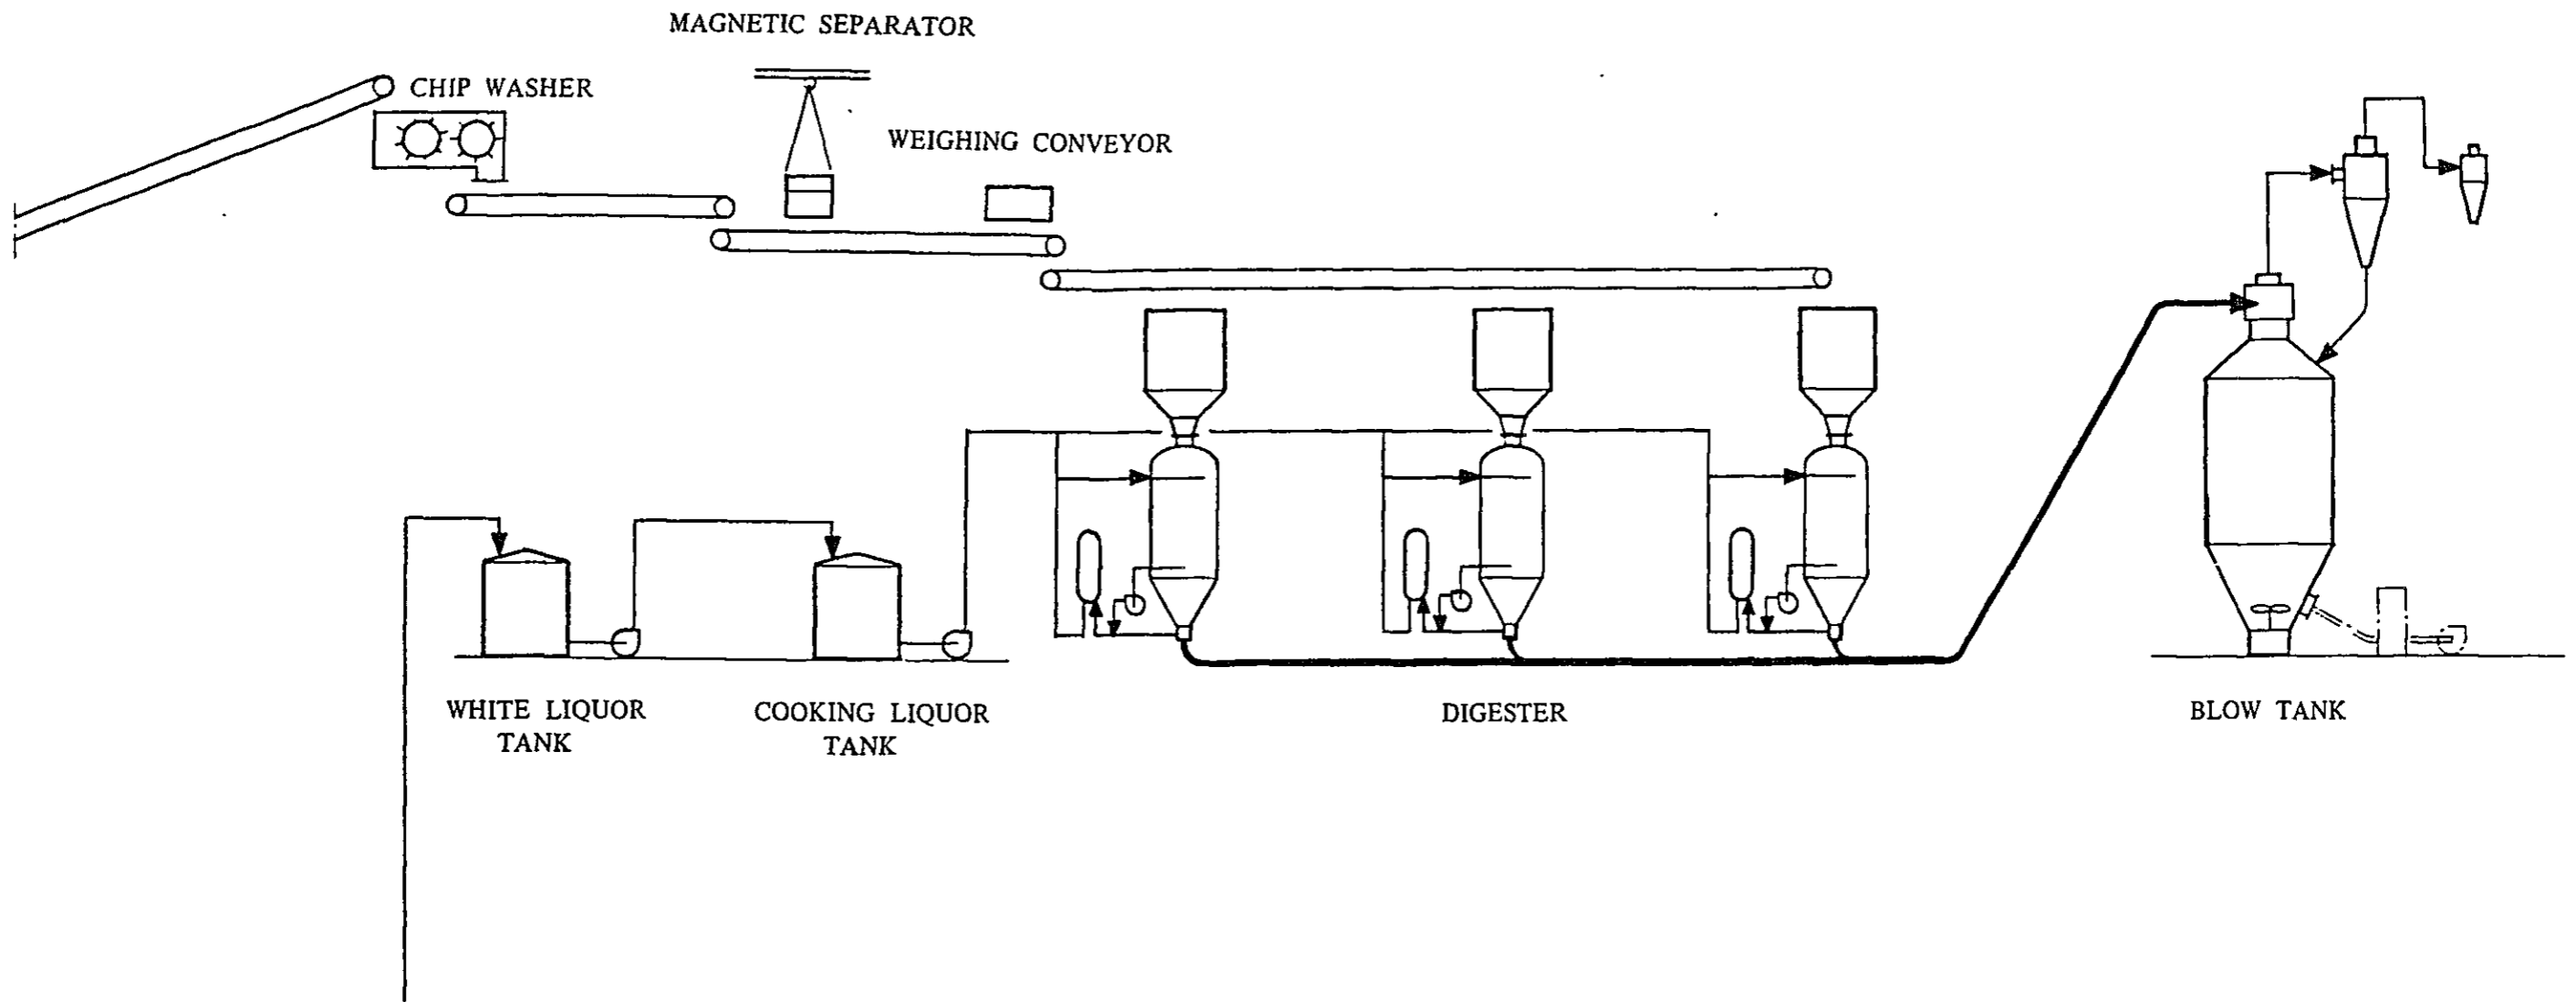 MAGNETIC SEPARATOR
CHIP WASHER
WEIGHING CONVEYOR
WHITE LIQUOR
TANK
COOKING LIQUOR
TANK
DIGESTER
BLOW TANK